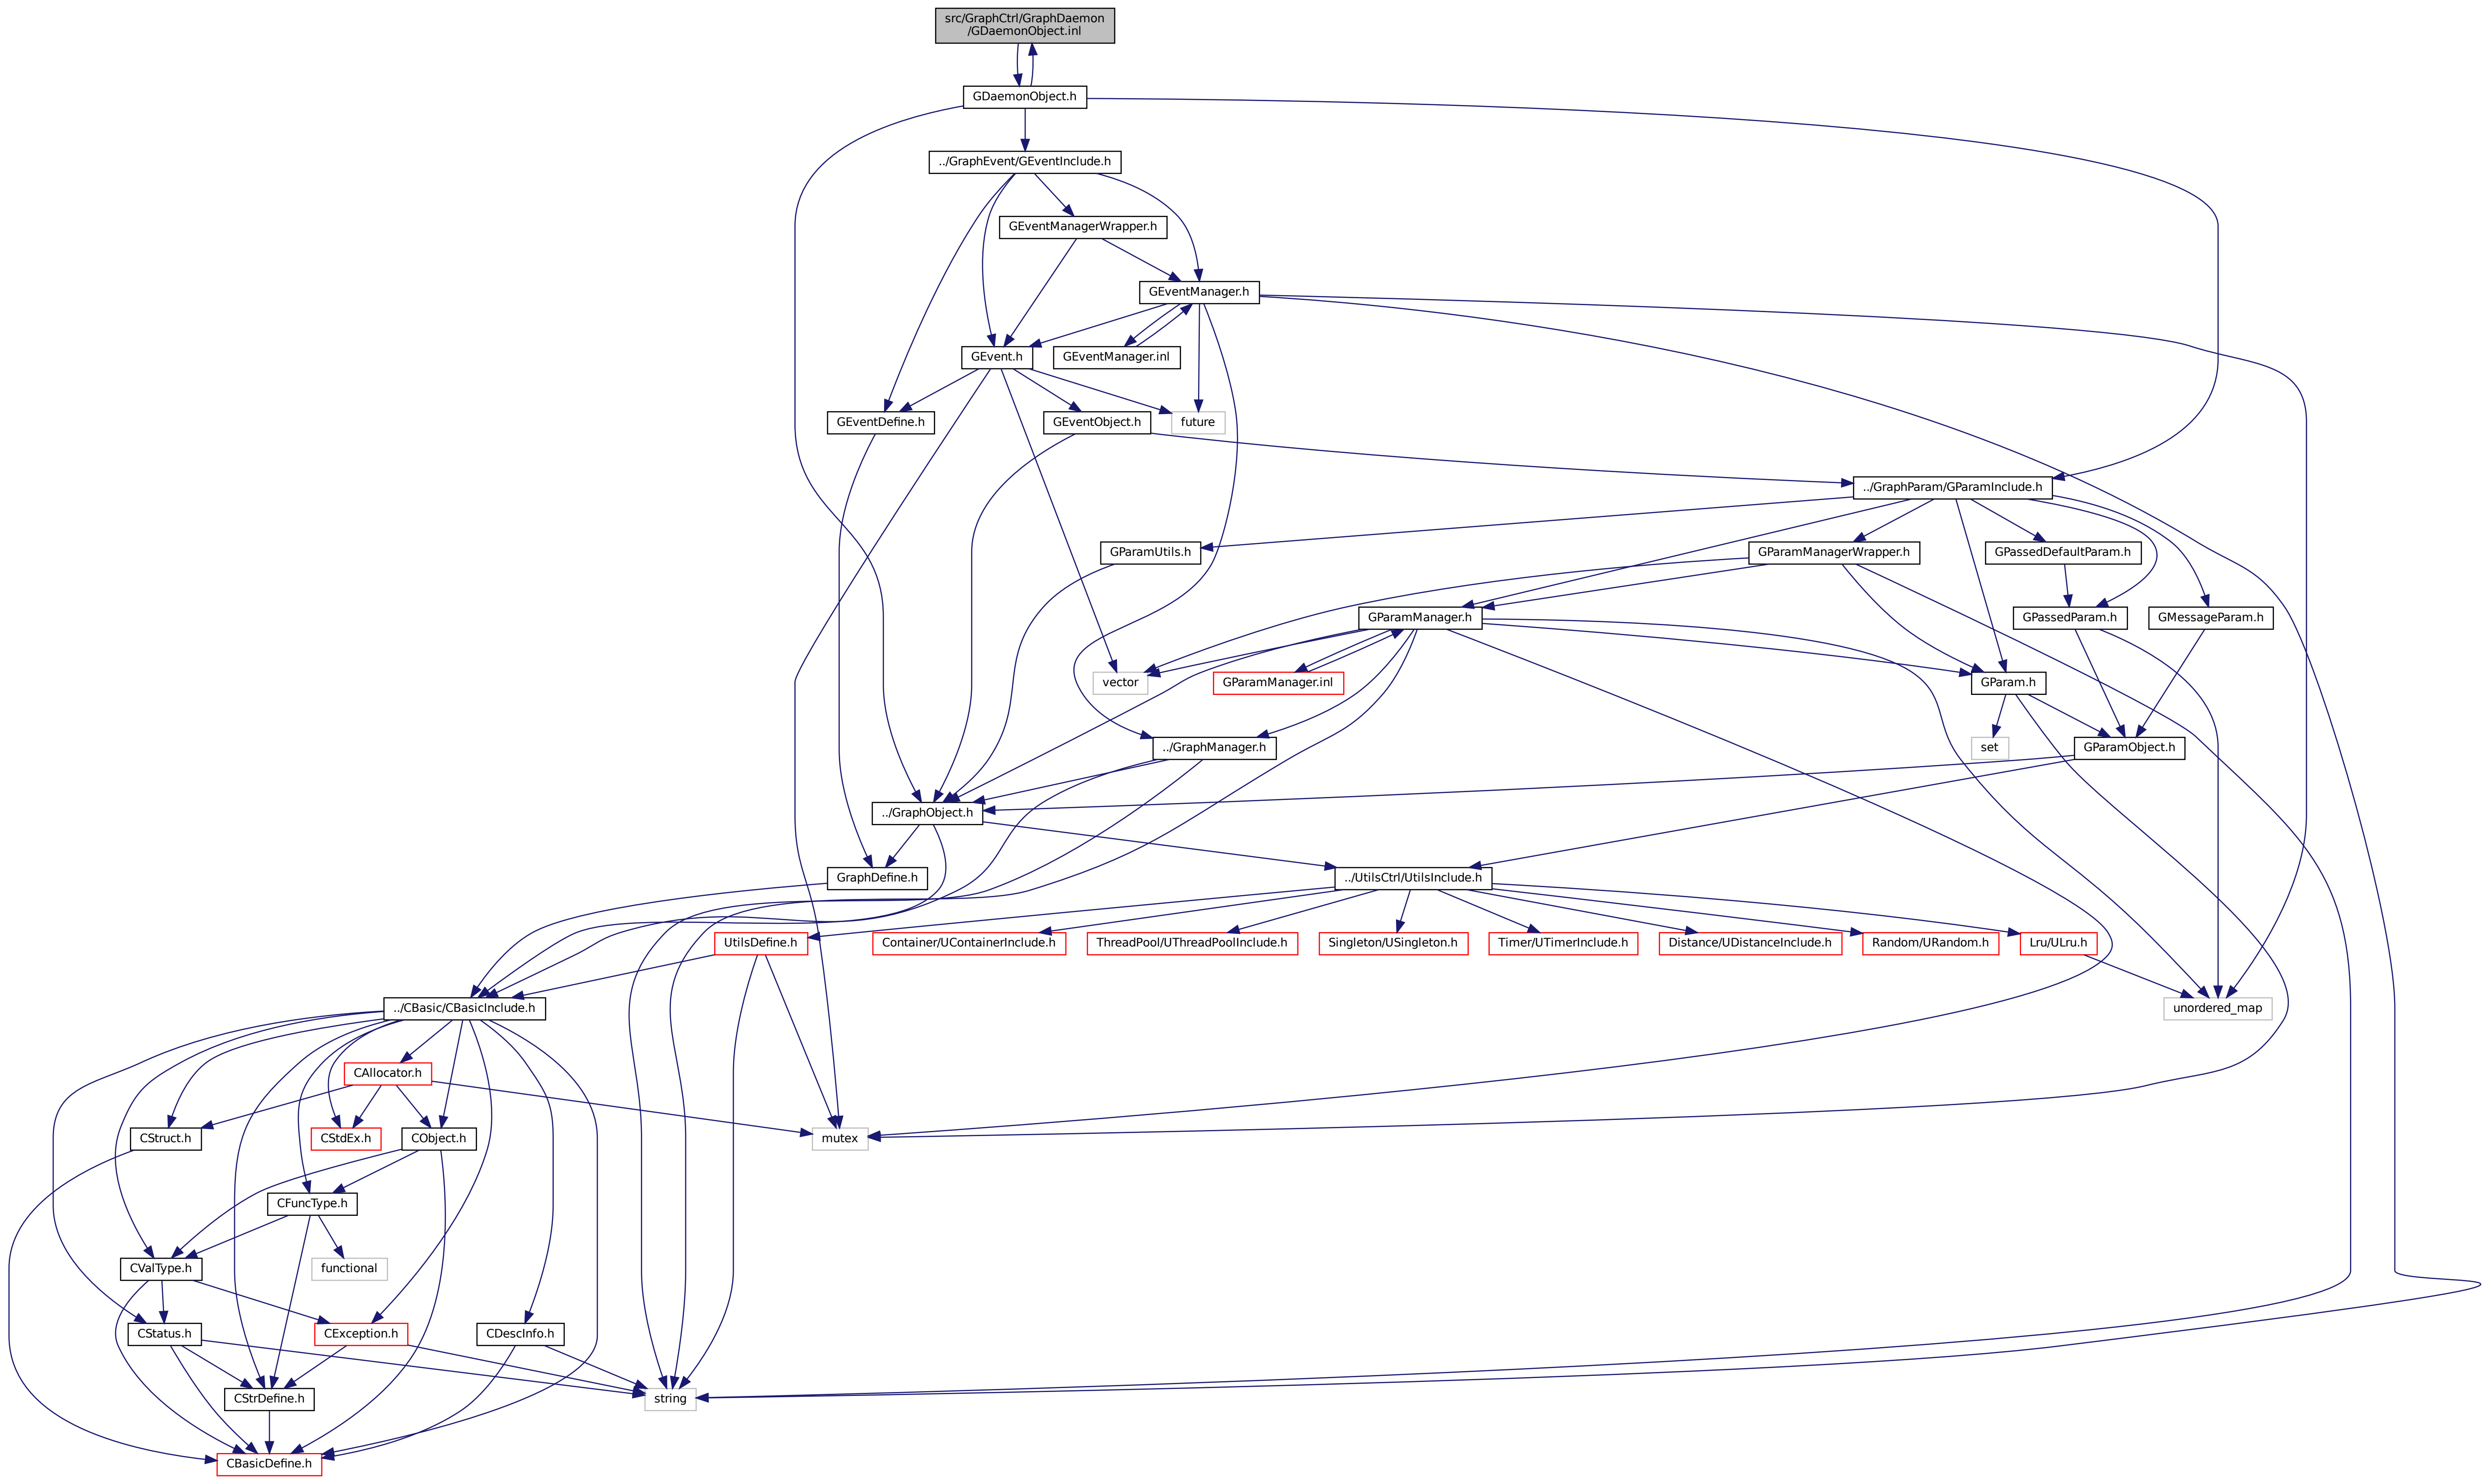 src/GraphCtrl/GraphDaemon
/GDaemonObject.inl
GDaemonObject.h
../GraphEvent/GEventInclude.h
GEventManagerWrapper.h
GEventManager.h
GEvent.h
GEventManager.inl
GEventDefine.h
GEventObject.h
future
../GraphParam/GParamInclude.h
GParamUtils.h
GParamManagerWrapper.h
GPassedDefaultParam.h
GParamManager.h
GPassedParam.h
GMessageParam.h
vector
GParamManager.inl
GParam.h
../GraphManager.h
set
GParamObject.h
../GraphObject.h
GraphDefine.h
../UtilsCtrl/UtilsInclude.h
UtilsDefine.h
Container/UContainerInclude.h
ThreadPool/UThreadPoolInclude.h
Singleton/USingleton.h
Timer/UTimerInclude.h
Distance/UDistanceInclude.h
Random/URandom.h
Lru/ULru.h
../CBasic/CBasicInclude.h
unordered_map
CAllocator.h
CStruct.h
CStdEx.h
CObject.h
mutex
CFuncType.h
CValType.h
functional
CStatus.h
CException.h
CDescInfo.h
CStrDefine.h
string
CBasicDefine.h